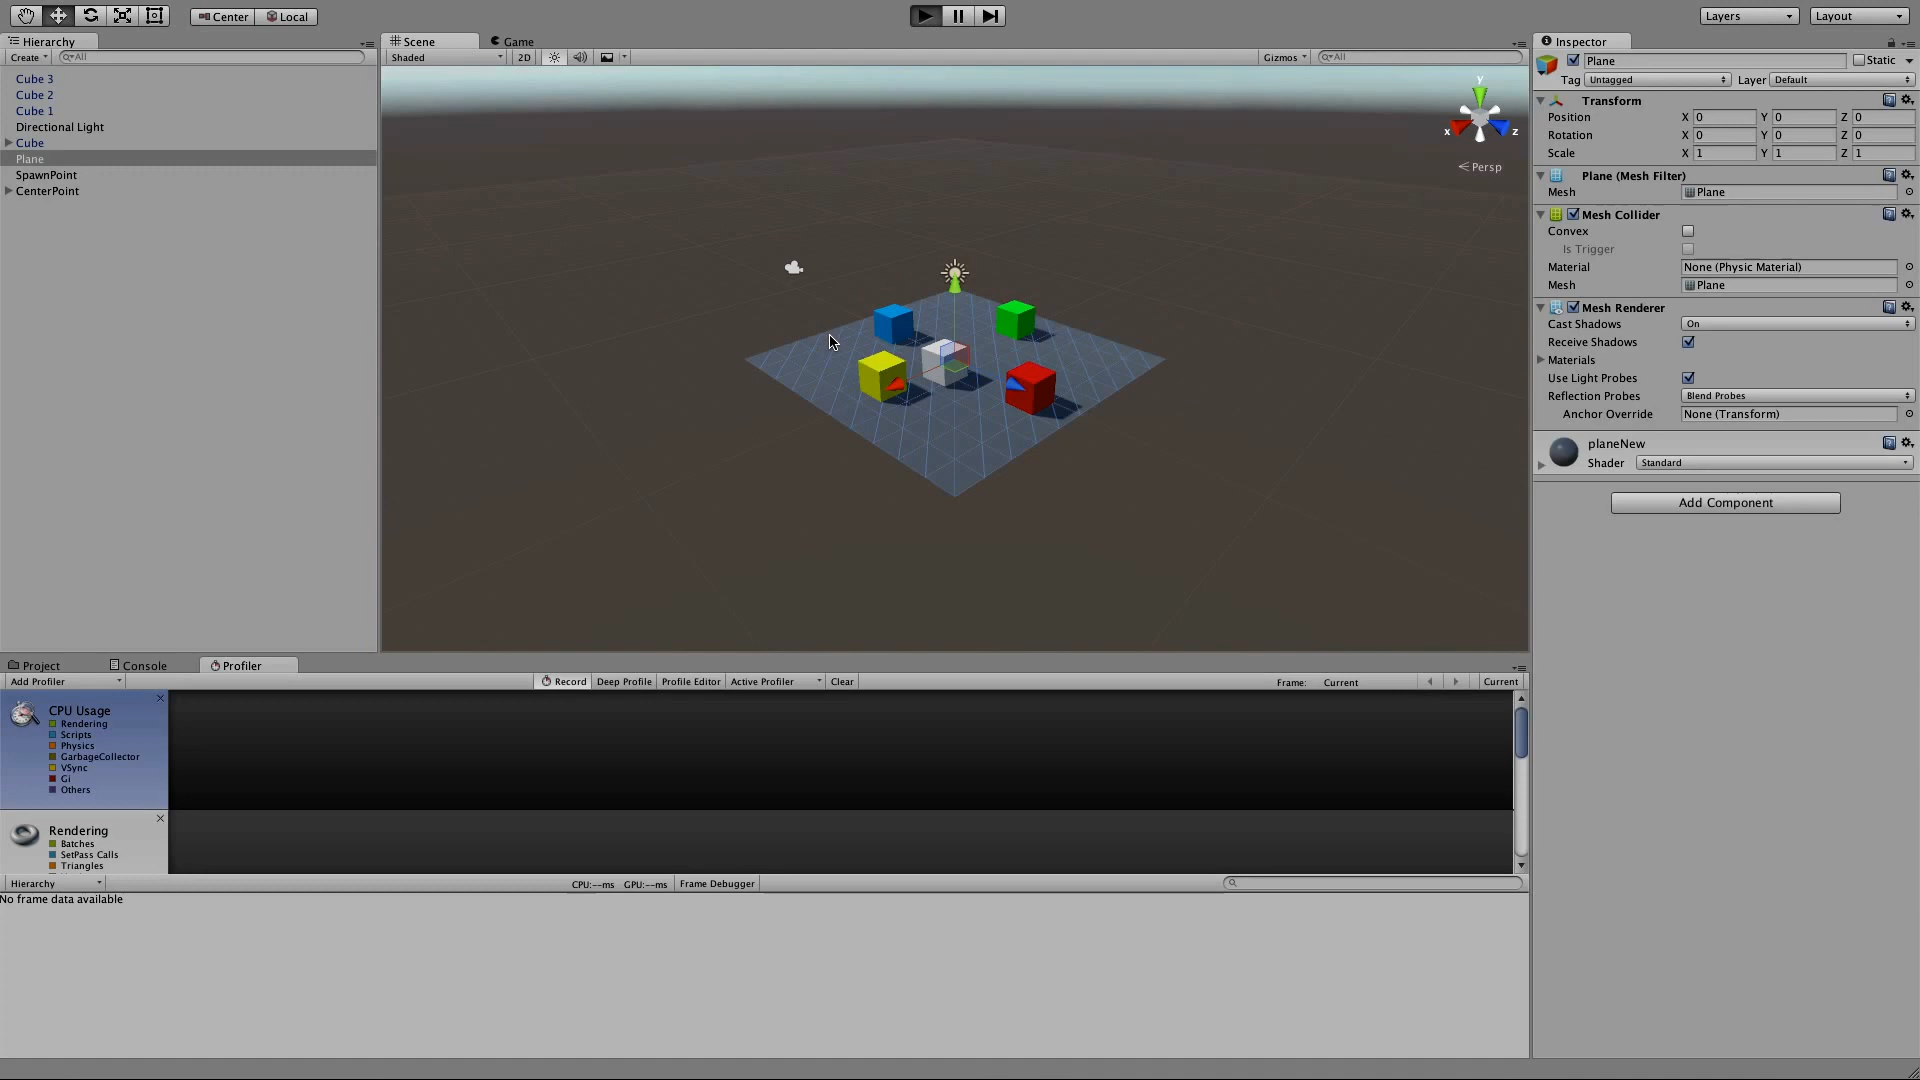 Center Local Layers Layout
Hierarchy Scene Game Inspector
Create All Shaded 2D Gizmos All
Plane Static
Tag Untagged Layer Default
Cube 3
Cube 2
Cube 1
Directional Light
Cube
Plane
SpawnPoint
CenterPoint
y
x z
Persp
Transform
Position X 0 Y 0 Z 0
Rotation X 0 Y 0 Z 0
Scale X 1 Y 1 Z 1
Plane (Mesh Filter)
Mesh Plane
Mesh Collider
Convex
Is Trigger
Material None (Physic Material)
Mesh Plane
Mesh Renderer
Cast Shadows On
Receive Shadows
Materials
Use Light Probes
Reflection Probes Blend Probes
Anchor Override None (Transform)
planeNew
Shader Standard
Add Component
Project Console Profiler
Add Profiler Record Deep Profile Profile Editor Active Profiler Clear Frame: Current Current
CPU Usage
Rendering
Scripts
Physics
GarbageCollector
VSync
Gi
Others
Rendering
Batches
SetPass Calls
Triangles
Hierarchy CPU:--ms GPU:--ms Frame Debugger
No frame data available